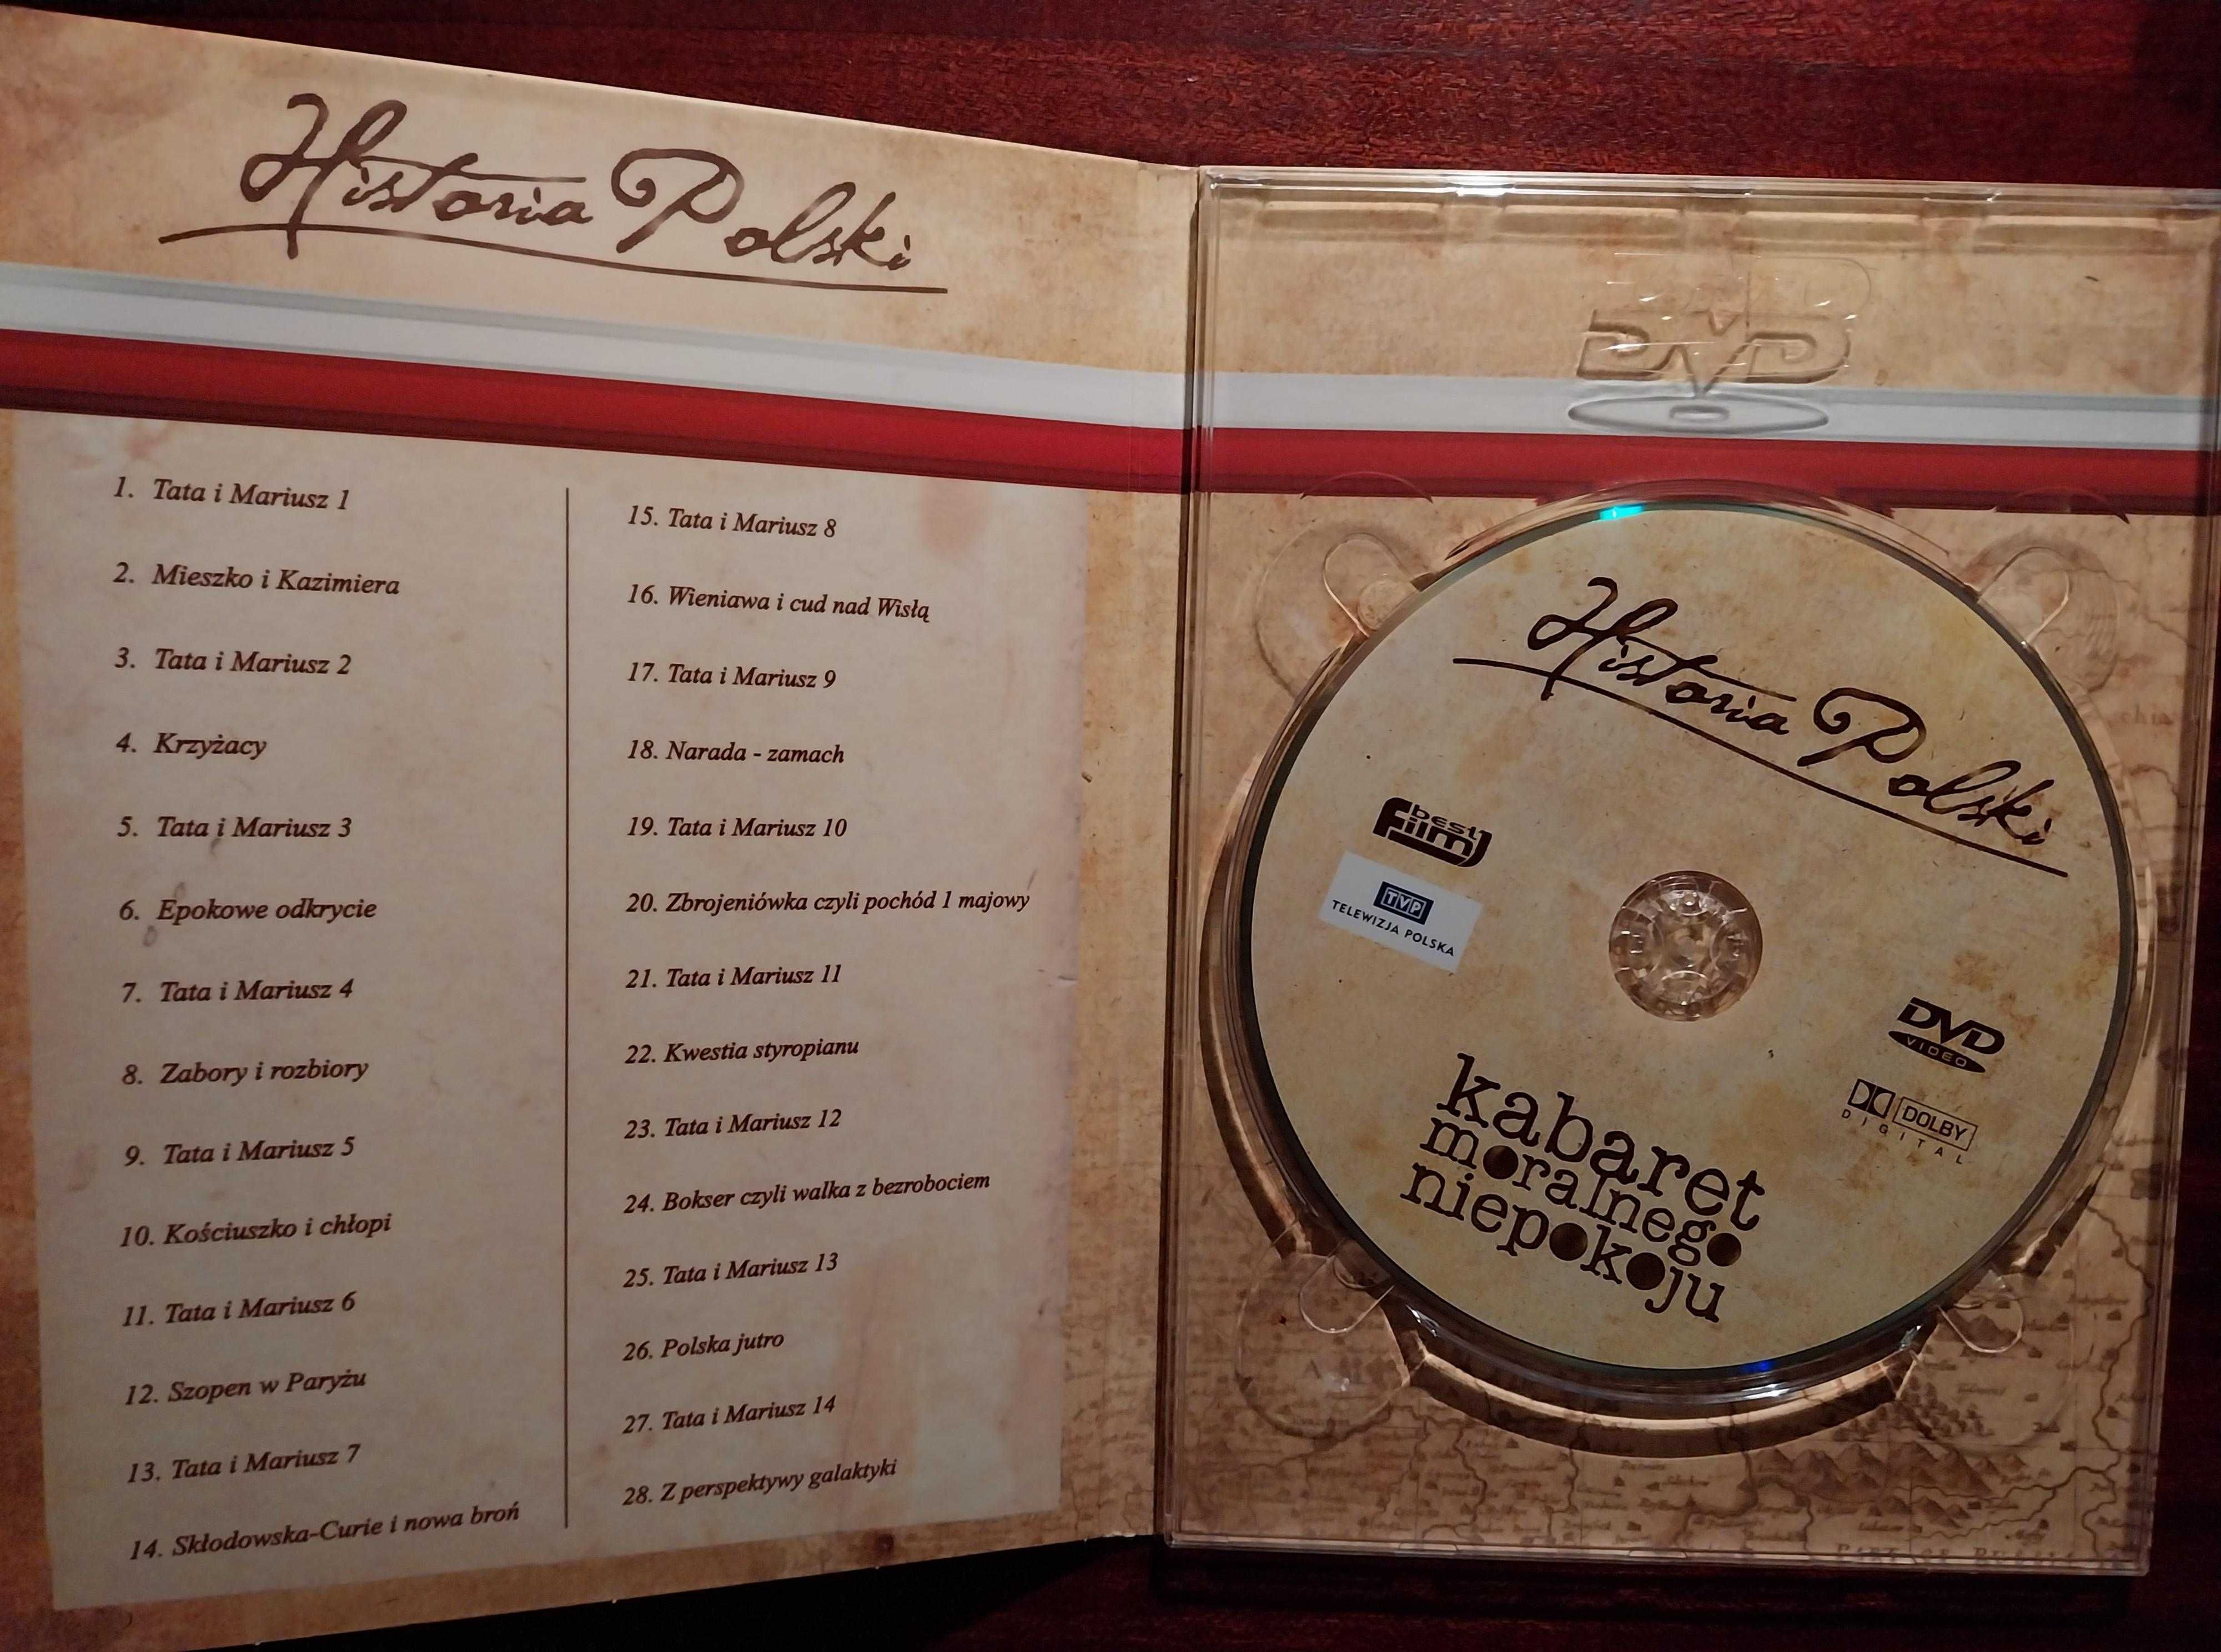 Historia Polski
1. Tata i Mariusz 1
2. Mieszko i Kazimiera
3. Tata i Mariusz 2
4. Krzyżacy
5. Tata i Mariusz 3
6. Epokowe odkrycie
7. Tata i Mariusz 4
8. Zabory i rozbiory
9. Tata i Mariusz 5
10. Kościuszko i chłopi
11. Tata i Mariusz 6
12. Szopen w Paryżu
13. Tata i Mariusz 7
14. Skłodowska-Curie i nowa broń
15. Tata i Mariusz 8
16. Wieniawa i cud nad Wisłą
17. Tata i Mariusz 9
18. Narada - zamach
19. Tata i Mariusz 10
20. Zbrojeniówka czyli pochód 1 majowy
21. Tata i Mariusz 11
22. Kwestia styropianu
23. Tata i Mariusz 12
24. Bokser czyli walka z bezrobociem
25. Tata i Mariusz 13
26. Polska jutro
27. Tata i Mariusz 14
28. Z perspektywy galaktyki
DVD
Historia Polski
best
film
TVP
TELEWIZJA POLSKA
DVD
VIDEO
DOLBY
DIGITAL
kabaret
moralnego
niepokoju